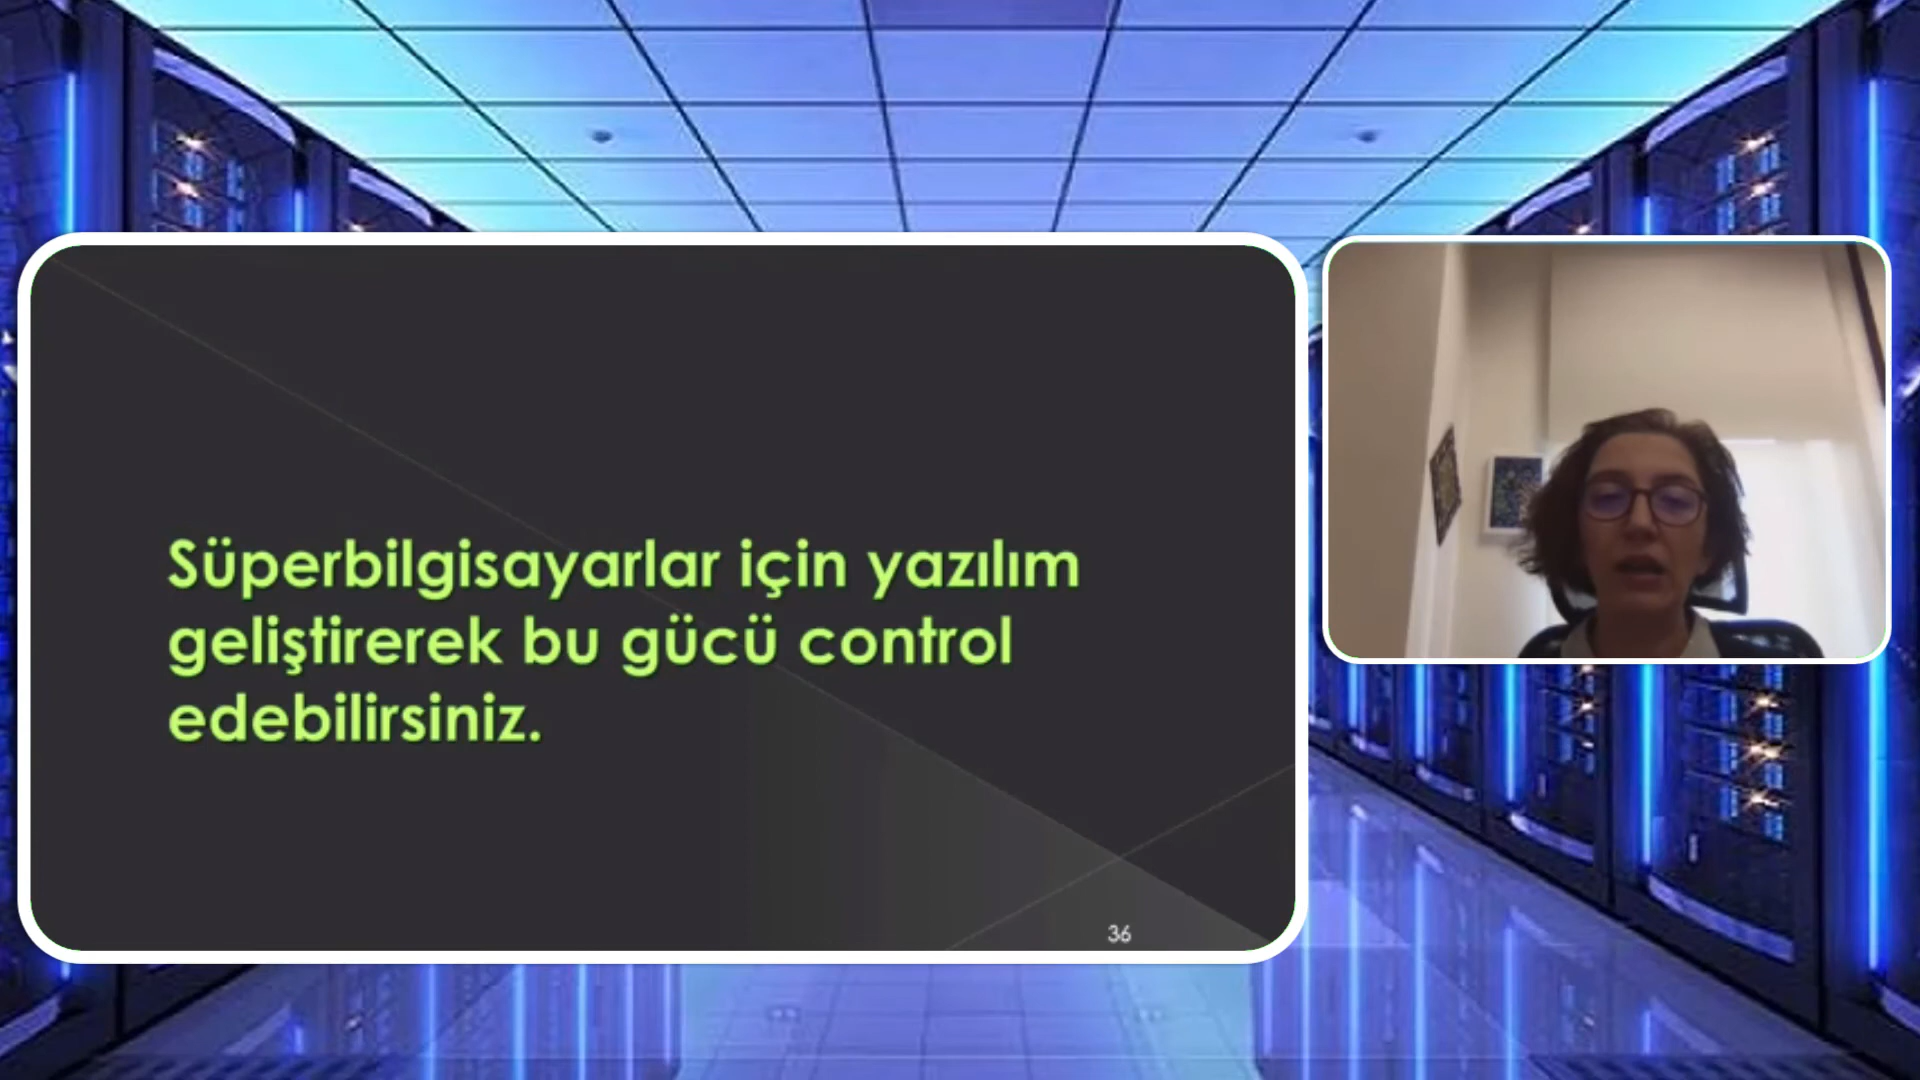 Süperbilgisayarlar için yazılım
geliştirerek bu gücü control
edebilirsiniz.
36